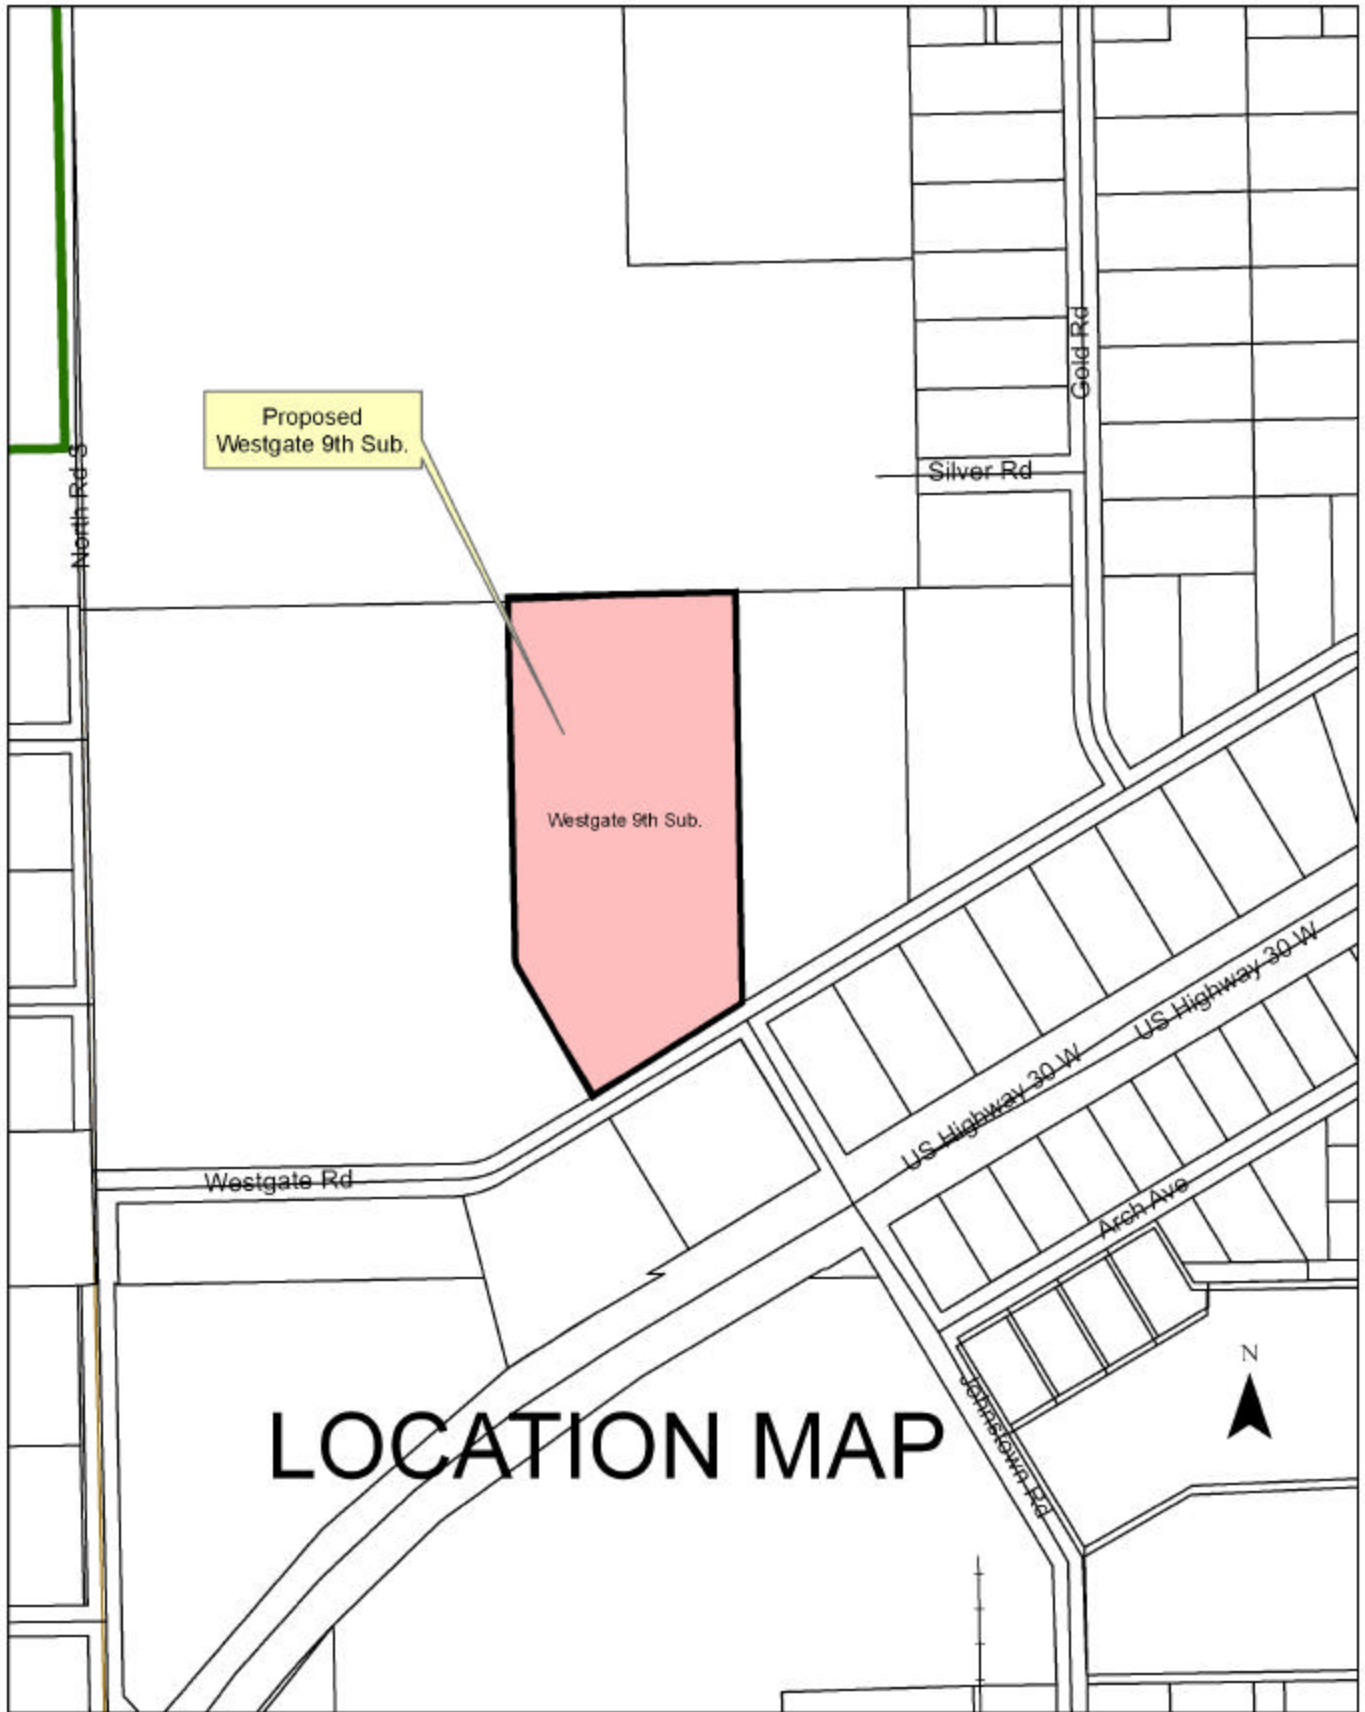 Gold Rd
Proposed
Westgate 9th Sub.
Silver Rd
North Rd S
Westgate 9th Sub.
US Highway 30 W
US Highway 30 W
Westgate Rd
Arch Ave
N
Johnstown Rd
LOCATION MAP